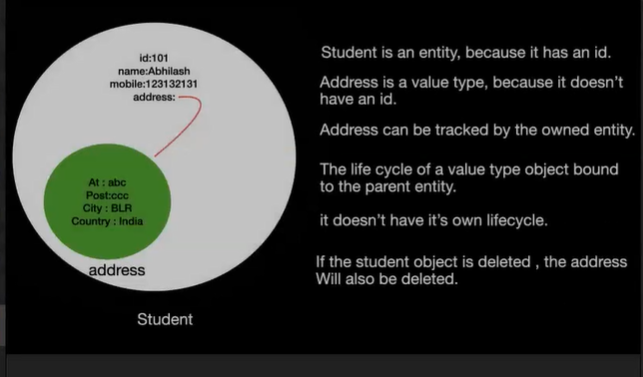 id:101
name:Abhilash
mobile:123132131
address:
At : abc
Post:ccc
City : BLR
Country : India
address
Student
Student is an entity, because it has an id.
Address is a value type, because it doesn't
have an id.
Address can be tracked by the owned entity.
The life cycle of a value type object bound
to the parent entity.
it doesn't have it's own lifecycle.
If the student object is deleted , the address
Will also be deleted.